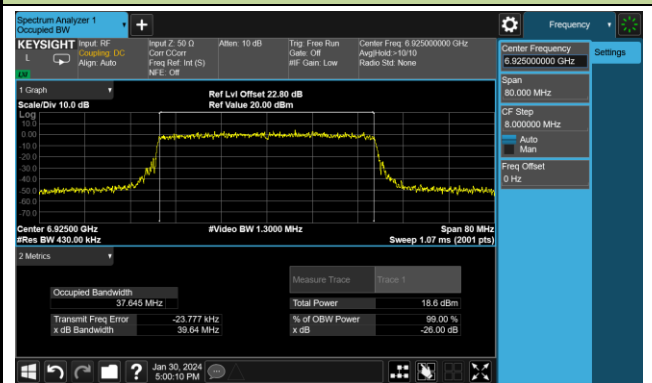 Spectrum Analyzer 1
Occupied BW
Frequency
KEYSIGHT
L
Input: RF
Coupling: DC
Align: Auto
Input Z: 50 Ω
Corr CCorr
Freq Ref: Int (S)
NFE: Off
Atten: 10 dB
Trig: Free Run
Gate: Off
#IF Gain: Low
Center Freq: 6.925000000 GHz
Avg|Hold:>10/10
Radio Std: None
Center Frequency
6.925000000 GHz
Settings
Span
80.000 MHz
CF Step
8.000000 MHz
Auto
Man
Freq Offset
0 Hz
1 Graph
Scale/Div 10.0 dB
Ref Lvl Offset 22.80 dB
Ref Value 20.00 dBm
Log
10.0
0.00
-10.0
-20.0
-30.0
-40.0
-50.0
-60.0
-70.0
Center 6.92500 GHz
#Res BW 430.00 kHz
#Video BW 1.3000 MHz
Span 80 MHz
Sweep 1.07 ms (2001 pts)
2 Metrics
Measure Trace
Trace 1
Occupied Bandwidth
37.645 MHz
Total Power
18.6 dBm
Transmit Freq Error
-23.777 kHz
% of OBW Power
99.00 %
x dB Bandwidth
39.64 MHz
x dB
-26.00 dB
?
Jan 30, 2024
5:00:10 PM